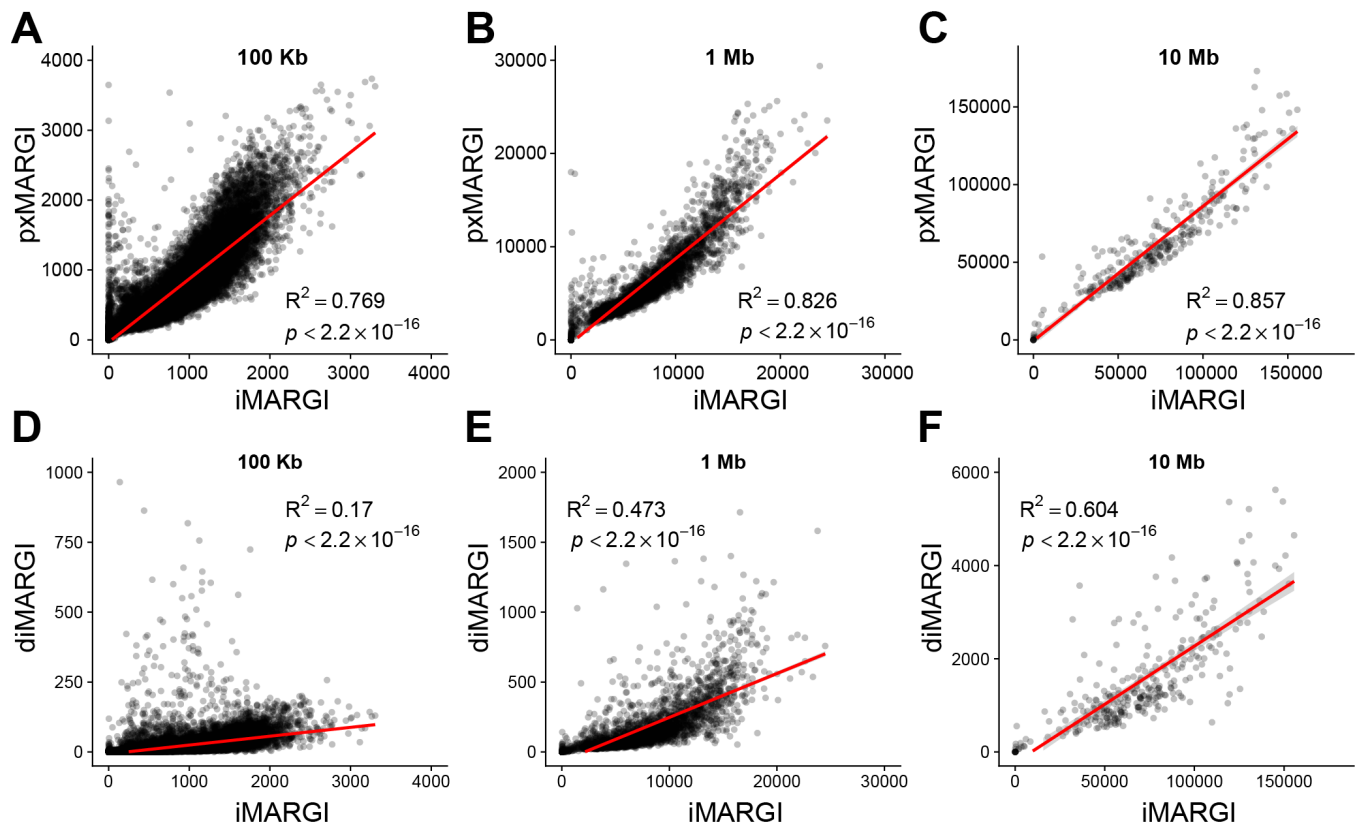 A
100 Kb
pxMARGI
4000
3000
2000
1000
0
R² = 0.769
p < 2.2 × 10⁻¹⁶
0 1000 2000 3000 4000
iMARGI
B
1 Mb
pxMARGI
30000
20000
10000
0
R² = 0.826
p < 2.2 × 10⁻¹⁶
0 10000 20000 30000
iMARGI
C
10 Mb
pxMARGI
150000
100000
50000
0
R² = 0.857
p < 2.2 × 10⁻¹⁶
0 50000 100000 150000
iMARGI
D
100 Kb
diMARGI
1000
750
500
250
0
R² = 0.17
p < 2.2 × 10⁻¹⁶
0 1000 2000 3000 4000
iMARGI
E
1 Mb
diMARGI
2000
1500
1000
500
0
R² = 0.473
p < 2.2 × 10⁻¹⁶
0 10000 20000 30000
iMARGI
F
10 Mb
diMARGI
6000
4000
2000
0
R² = 0.604
p < 2.2 × 10⁻¹⁶
0 50000 100000 150000
iMARGI